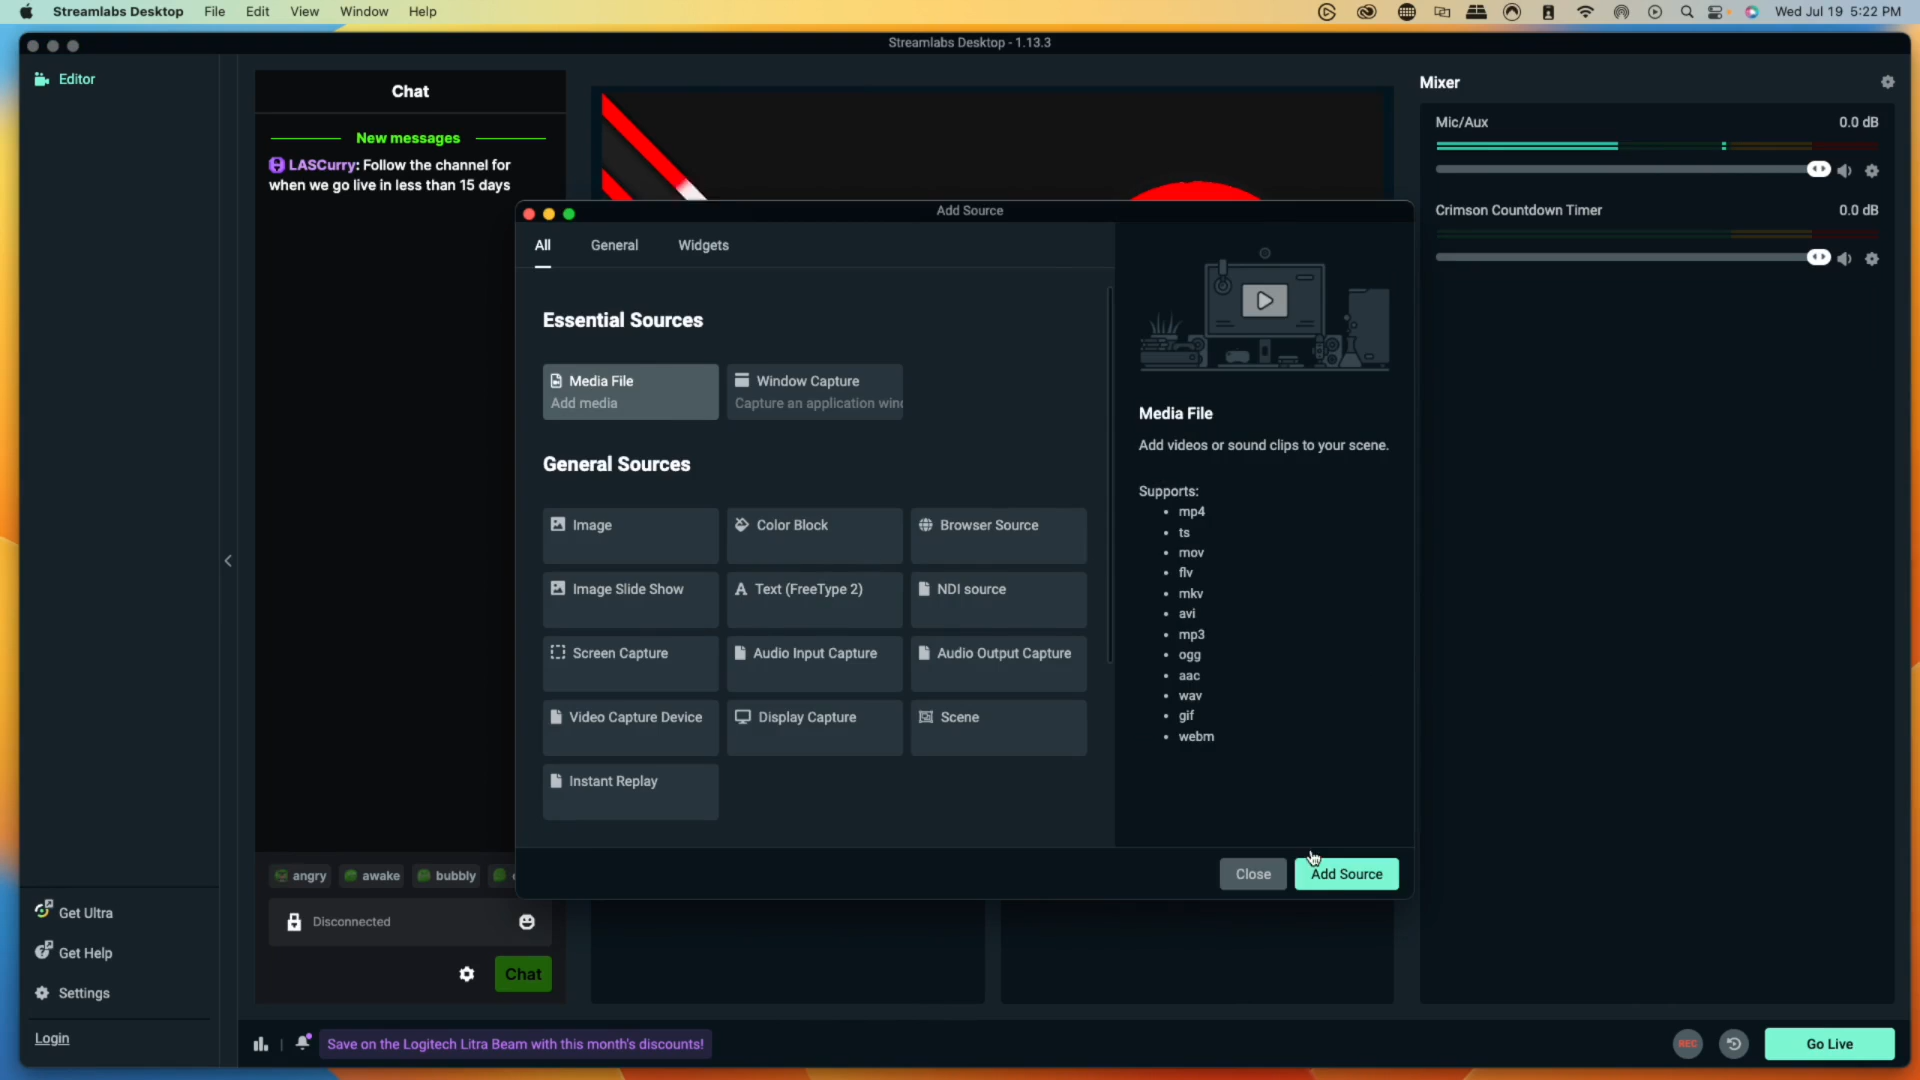 Streamlabs Desktop File Edit View Window Help
Wed Jul 19 5:22 PM
Streamlabs Desktop - 1.13.3
Editor
Get Ultra
Get Help
Settings
Login
Chat
New messages
LASCurry: Follow the channel for
when we go live in less than 15 days
angry awake bubbly
Disconnected
Chat
Add Source
All General Widgets
Essential Sources
Media File
Add media
Window Capture
Capture an application
General Sources
Image Color Block Browser Source
Image Slide Show Text (FreeType 2) NDI source
Screen Capture Audio Input Capture Audio Output Capture
Video Capture Device Display Capture Scene
Instant Replay
Media File
Add videos or sound clips to your scene.
Supports:
• mp4
• ts
• mov
• flv
• mkv
• avi
• mp3
• ogg
• aac
• wav
• gif
• webm
Close Add Source
Mixer
Mic/Aux 0.0 dB
Crimson Countdown Timer 0.0 dB
Save on the Logitech Litra Beam with this month's discounts!
REC
Go Live